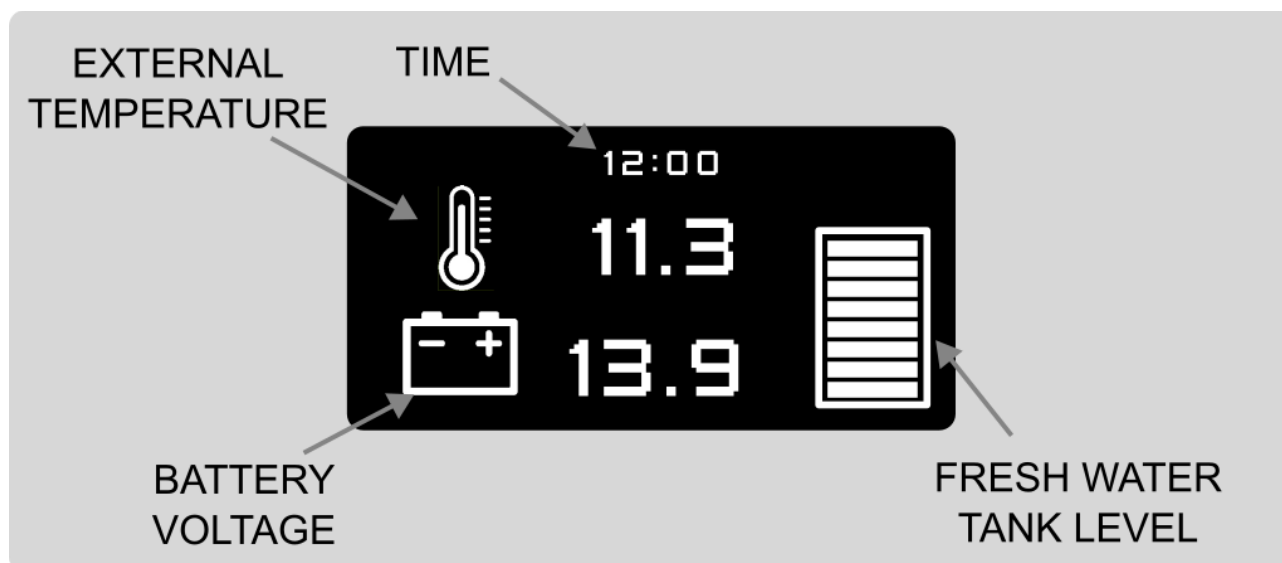 EXTERNAL
TEMPERATURE
TIME
12:00
11.3
13.9
BATTERY
VOLTAGE
FRESH WATER
TANK LEVEL